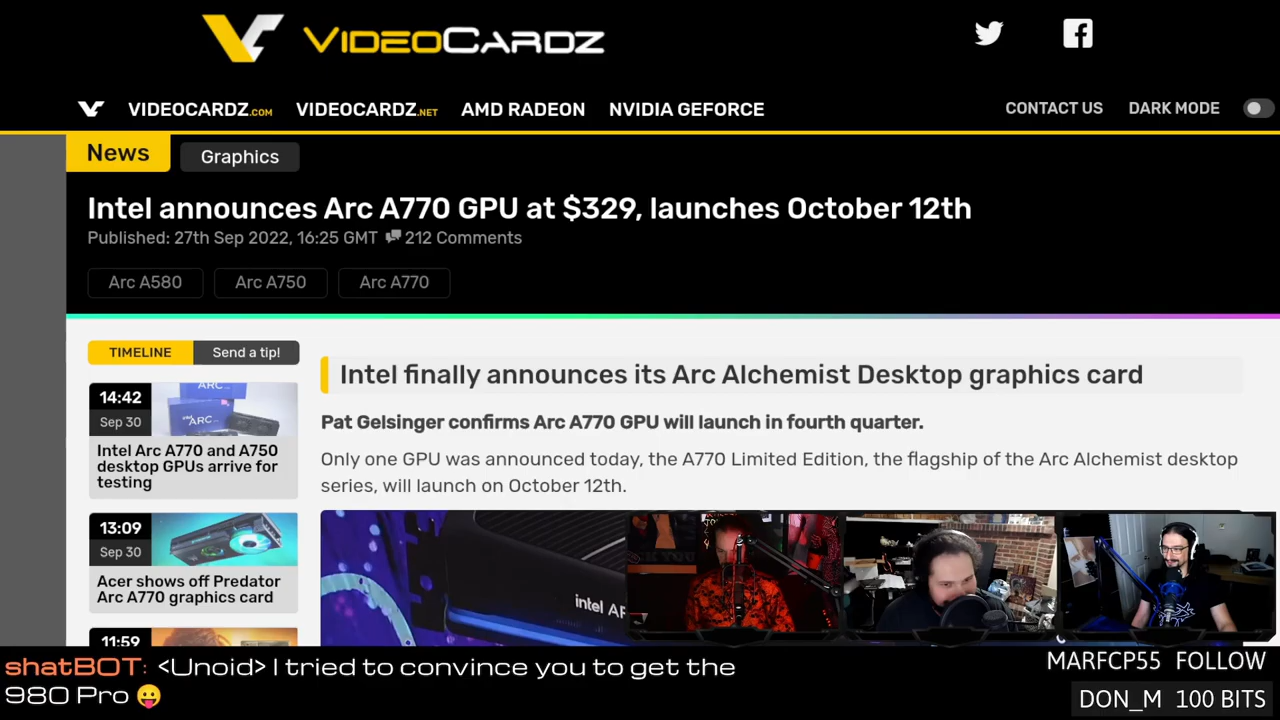 VIDEOCARDZ
VIDEOCARDZ.COM VIDEOCARDZ.NET AMD RADEON NVIDIA GEFORCE CONTACT US DARK MODE
News Graphics
Intel announces Arc A770 GPU at $329, launches October 12th
Published: 27th Sep 2022, 16:25 GMT 212 Comments
Arc A580 Arc A750 Arc A770
TIMELINE Send a tip!
14:42
Sep 30
ARC
Intel Arc A770 and A750
desktop GPUs arrive for
testing
13:09
Sep 30
Acer shows off Predator
Arc A770 graphics card
11:59
Intel finally announces its Arc Alchemist Desktop graphics card
Pat Gelsinger confirms Arc A770 GPU will launch in fourth quarter.
Only one GPU was announced today, the A770 Limited Edition, the flagship of the Arc Alchemist desktop
series, will launch on October 12th.
intel AR
shatBOT: <Unoid> I tried to convince you to get the
980 Pro 😛
MARFCP55 FOLLOW
DON_M 100 BITS